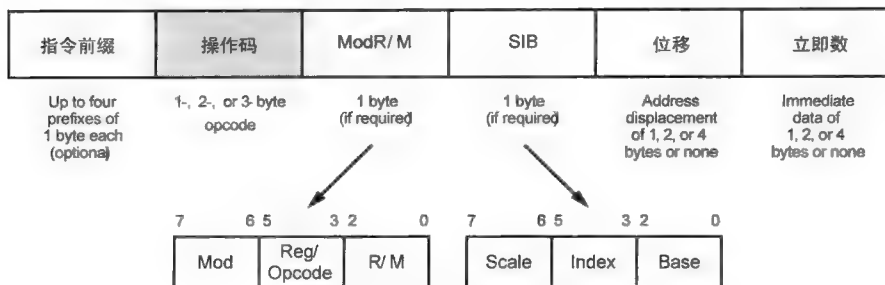 指令前缀 操作码 ModR/ M SIB 位移 立即数
Up to four
prefixes of
1 byte each
(optional)
1-, 2-, or 3- byte
opcode
1 byte
(if required)
1 byte
(if required)
Address
displacement
of 1, 2, or 4
bytes or none
Immediate
data of
1, 2, or 4
bytes or none
7 6 5 3 2 0
Mod
Reg/
Opcode
R/ M
7 6 5 3 2 0
Scale Index Base